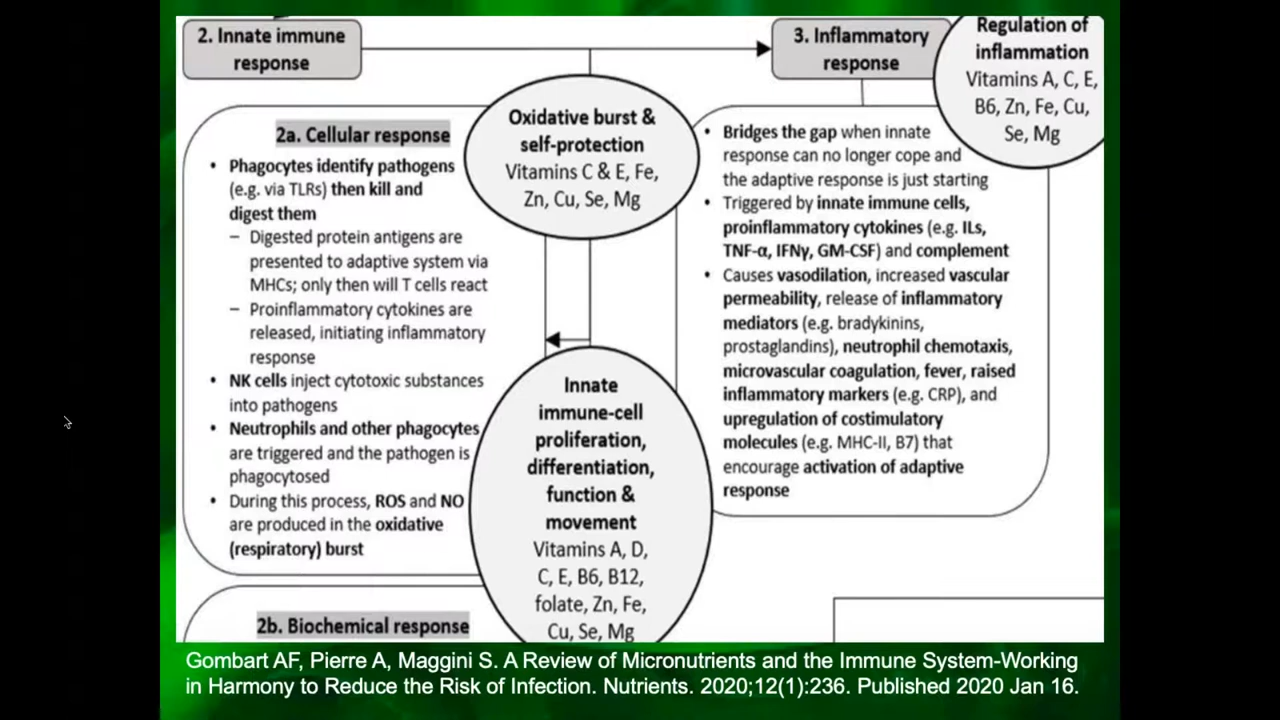 2. Innate immune
response
3. Inflammatory
response
Regulation of
inflammation
Vitamins A, C, E,
B6, Zn, Fe, Cu,
Se, Mg
Oxidative burst &
self-protection
Vitamins C & E, Fe,
Zn, Cu, Se, Mg
2a. Cellular response
• Phagocytes identify pathogens
(e.g. via TLRs) then kill and
digest them
– Digested protein antigens are
presented to adaptive system via
MHCs; only then will T cells react
– Proinflammatory cytokines are
released, initiating inflammatory
response
• NK cells inject cytotoxic substances
into pathogens
• Neutrophils and other phagocytes
are triggered and the pathogen is
phagocytosed
• During this process, ROS and NO
are produced in the oxidative
(respiratory) burst
Innate
immune-cell
proliferation,
differentiation,
function &
movement
Vitamins A, D,
C, E, B6, B12,
folate, Zn, Fe,
Cu, Se, Mg
• Bridges the gap when innate
response can no longer cope and
the adaptive response is just starting
• Triggered by innate immune cells,
proinflammatory cytokines (e.g. ILs,
TNF-α, IFNγ, GM-CSF) and complement
• Causes vasodilation, increased vascular
permeability, release of inflammatory
mediators (e.g. bradykinins,
prostaglandins), neutrophil chemotaxis,
microvascular coagulation, fever, raised
inflammatory markers (e.g. CRP), and
upregulation of costimulatory
molecules (e.g. MHC-II, B7) that
encourage activation of adaptive
response
2b. Biochemical response
Gombart AF, Pierre A, Maggini S. A Review of Micronutrients and the Immune System-Working
in Harmony to Reduce the Risk of Infection. Nutrients. 2020;12(1):236. Published 2020 Jan 16.